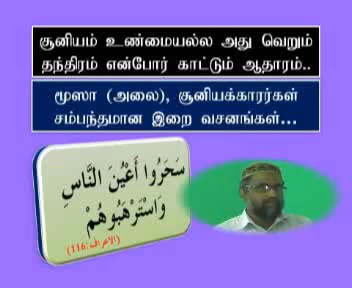 சூனியம் உண்மையல்ல அது வெறும்
தந்திரம் என்போர் காட்டும் ஆதாரம்..
மூஸா (அலை), சூனியக்காரர்கள்
சம்பந்தமான இறை வசனங்கள்...
سَحَرُوا أَعْيُنَ النَّاسِ
وَاسْتَرْهَبُوهُمْ
(الاعراف:116)